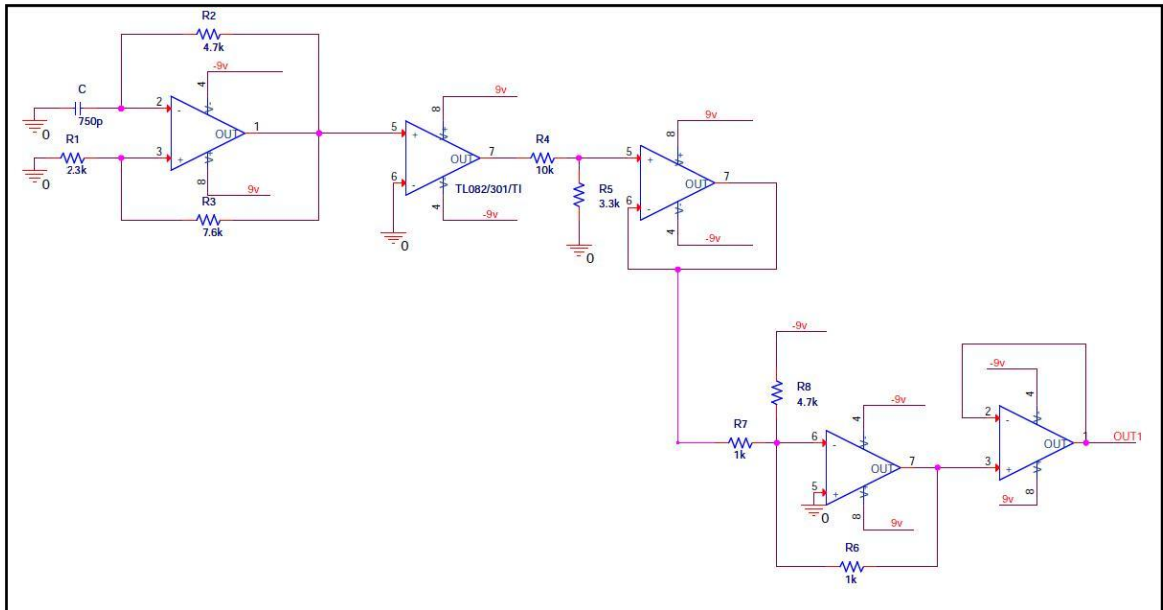 R2
4.7k
-9v
4
V-
C
750p
0
2
-
OUT
1
R1
2.3k
0
3
+
V+
8
9v
R3
7.6k
9v
8
V+
5
+
OUT
7
6
-
TL082/301/TI
V-
4
-9v
0
R4
10k
R5
3.3k
0
9v
8
V+
5
+
OUT
7
6
-
V-
4
-9v
-9v
R8
4.7k
R7
1k
-9v
4
V-
6
-
OUT
7
5
+
0
V+
8
9v
R6
1k
-9v
4
V-
2
-
OUT
1
OUT1
3
+
V+
8
9v